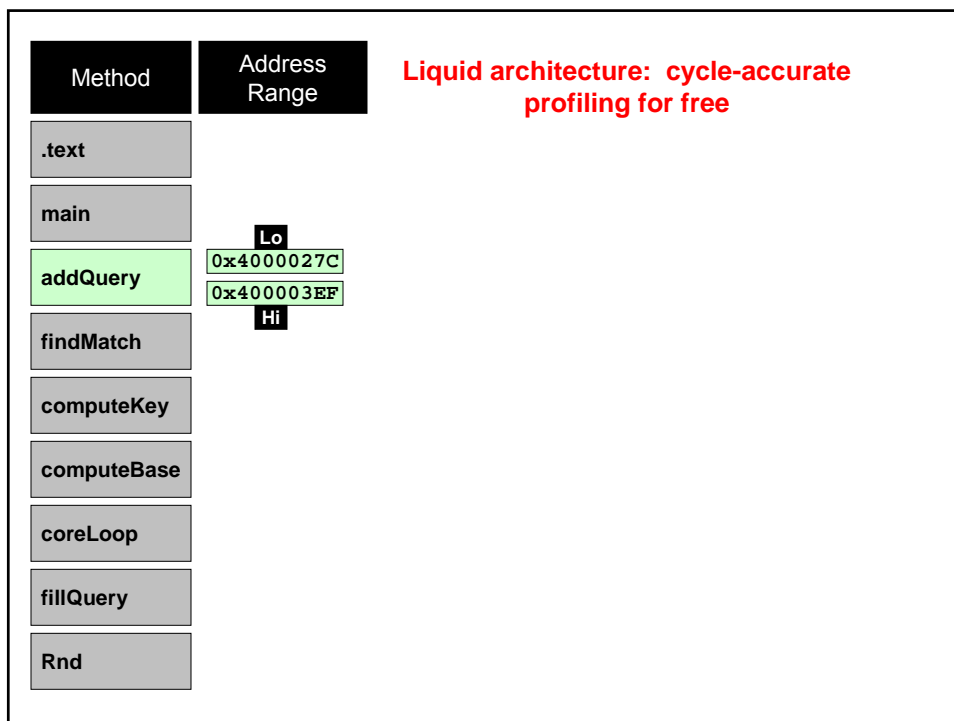 Method
Address
Range
Liquid architecture: cycle-accurate
profiling for free
.text
main
addQuery
Lo
0x4000027C
0x400003EF
Hi
findMatch
computeKey
computeBase
coreLoop
fillQuery
Rnd